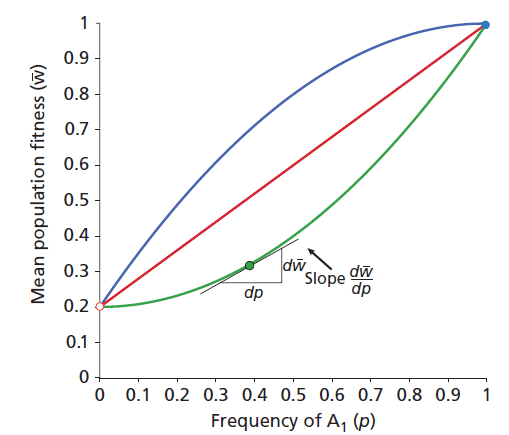 Mean population fitness (w̄)
1
0.9
0.8
0.7
0.6
0.5
0.4
0.3
0.2
0.1
0
dw̄
dp
Slope dw̄
dp
0 0.1 0.2 0.3 0.4 0.5 0.6 0.7 0.8 0.9 1
Frequency of A₁ (p)